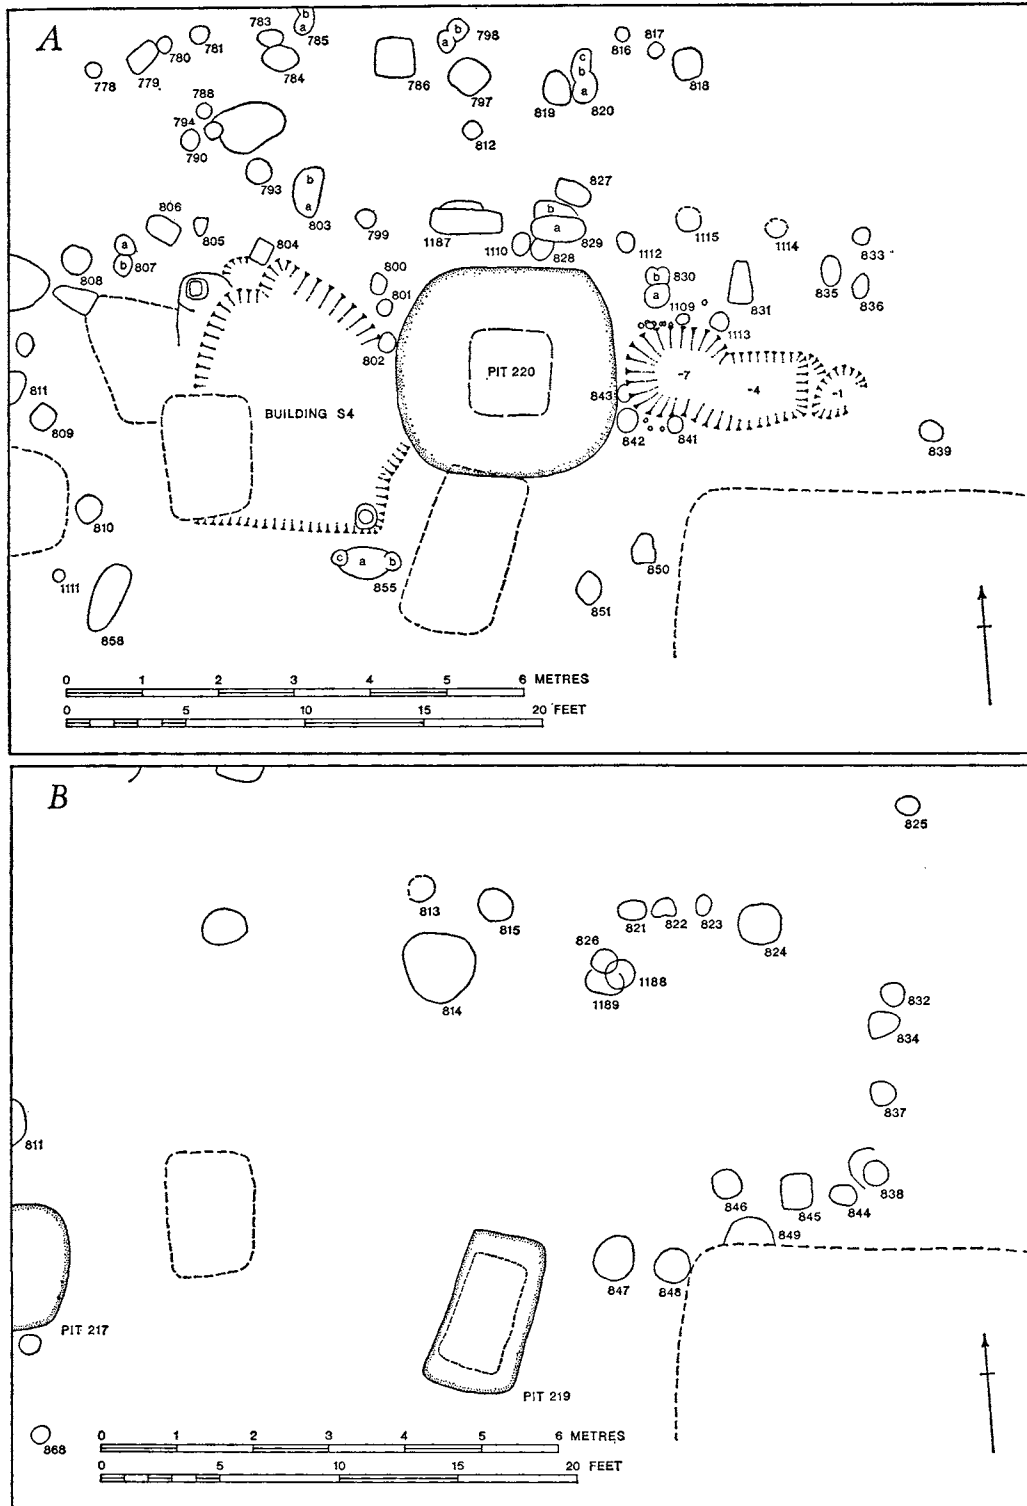 A
783
b
a
785
b
a
798
816
817
781
780
779
778
784
786
797
c
b
a
819
820
818
788
794
790
812
793
b
a
803
827
806
805
799
1187
b
a
829
1110
828
1112
1115
1114
833
a
b
807
804
808
800
801
b
830
a
1109
831
835
836
802
1113
PIT 220
-7
-4
-1
811
BUILDING S4
843
809
842
841
839
810
c
a
b
855
850
1111
851
858
0 1 2 3 4 5 6 METRES
0 5 10 15 20 FEET
B
825
813
815
821
822
823
824
826
1188
814
1189
832
834
837
811
838
846
845
844
849
847
848
PIT 217
PIT 219
868
0 1 2 3 4 5 6 METRES
0 5 10 15 20 FEET